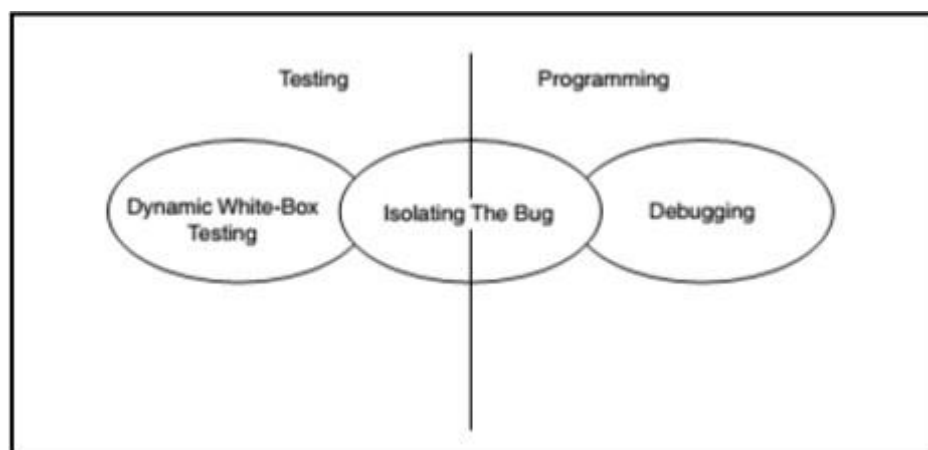 Testing
Programming
Dynamic White-Box
Testing
Isolating The Bug
Debugging